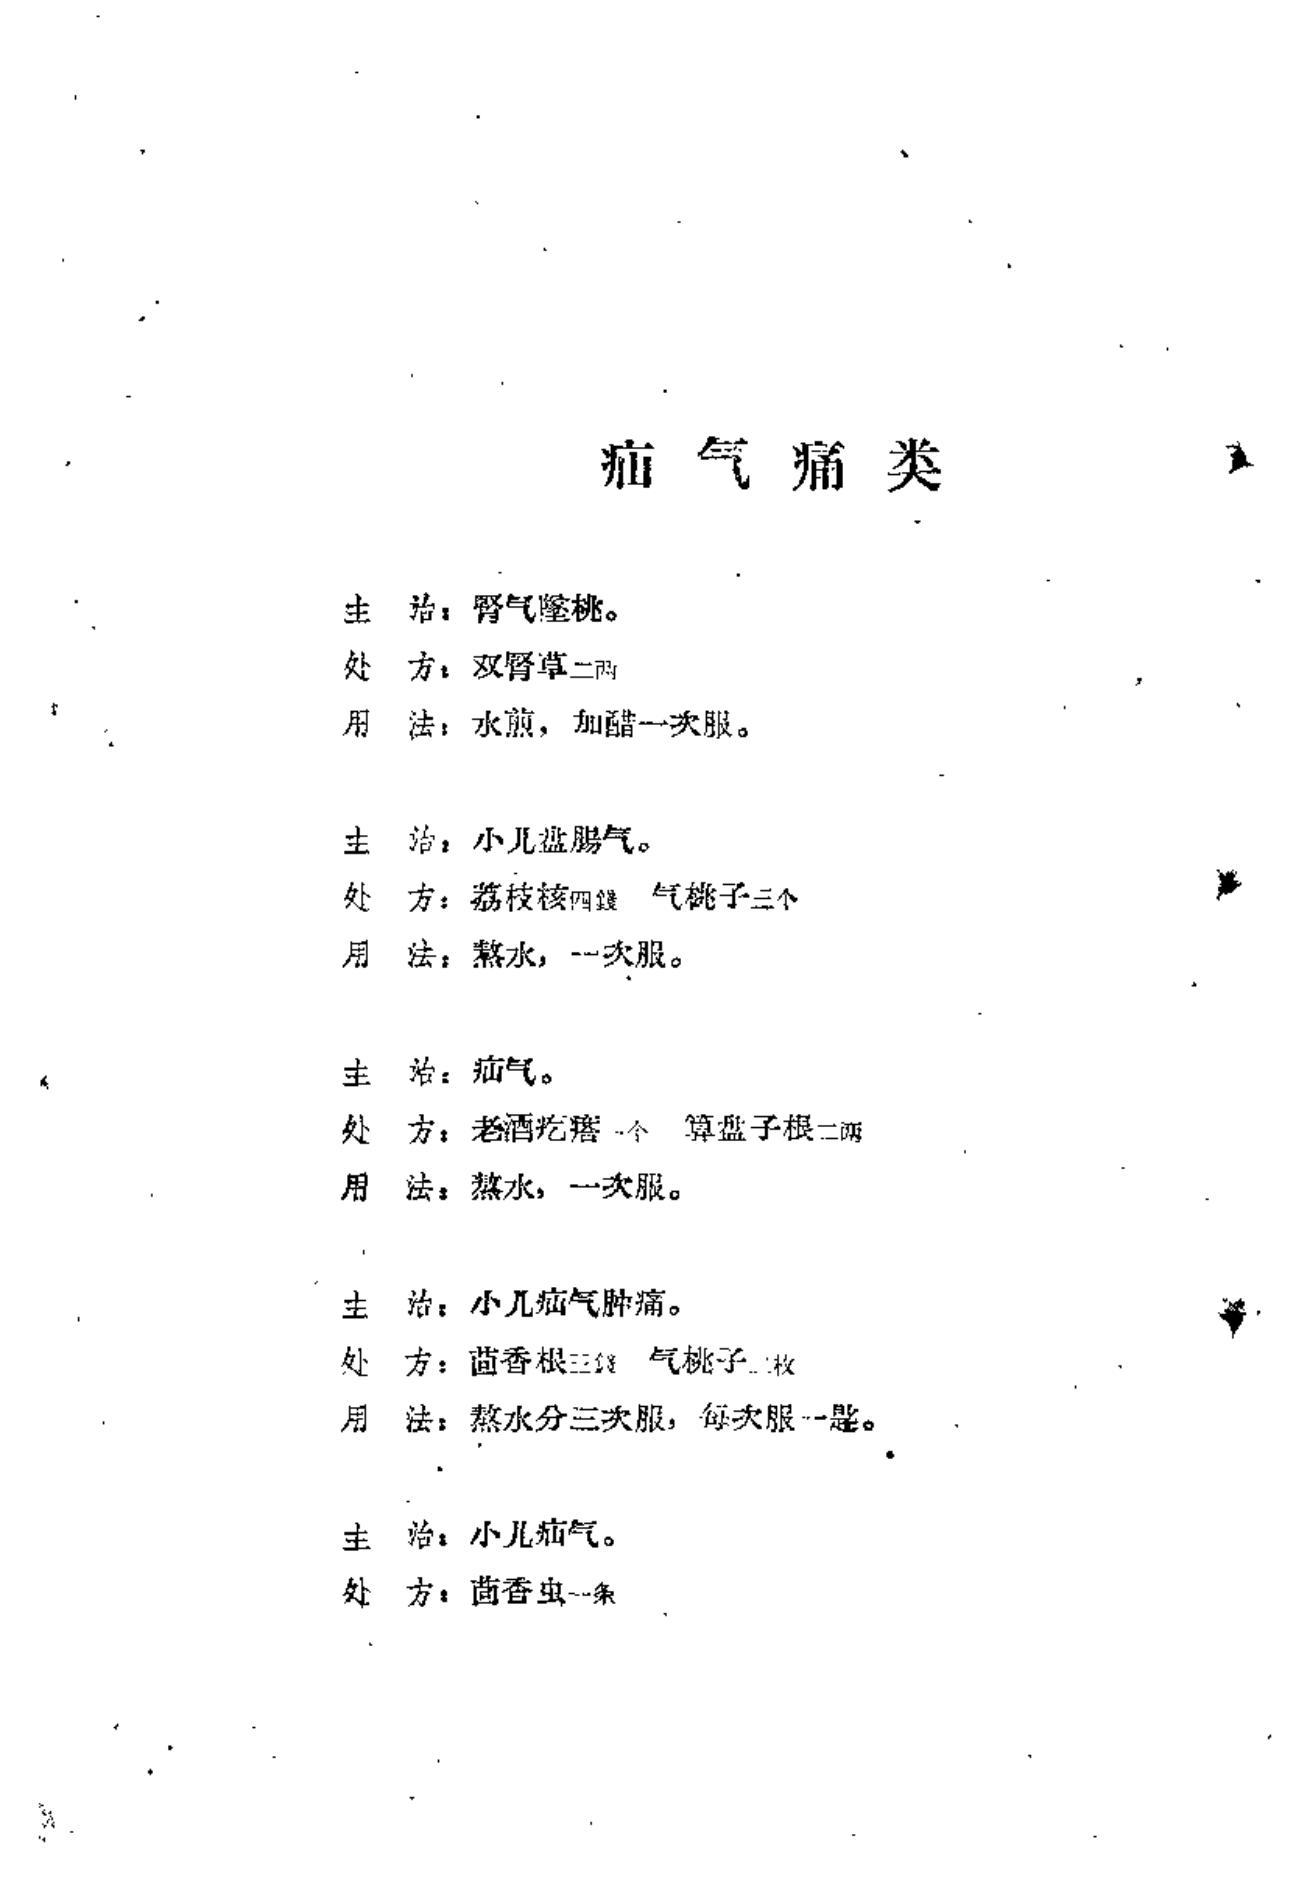 疝气痛类
主　治：肾气墜桃。
处　方：双肾草二两
用　法：水煎，加醋一次服。
主　治：小儿盘腸气。
处　方：荔枝核四錢　气桃子三个
用　法：熬水，一次服。
主　治：疝气。
处　方：老酒疙瘩一个　算盘子根二两
用　法：熬水，一次服。
主　治：小儿疝气肿痛。
处　方：茴香根三錢　气桃子枚
用　法：熬水分三次服，每次服一匙。
主　治：小儿疝气。
处　方：茴香虫一条